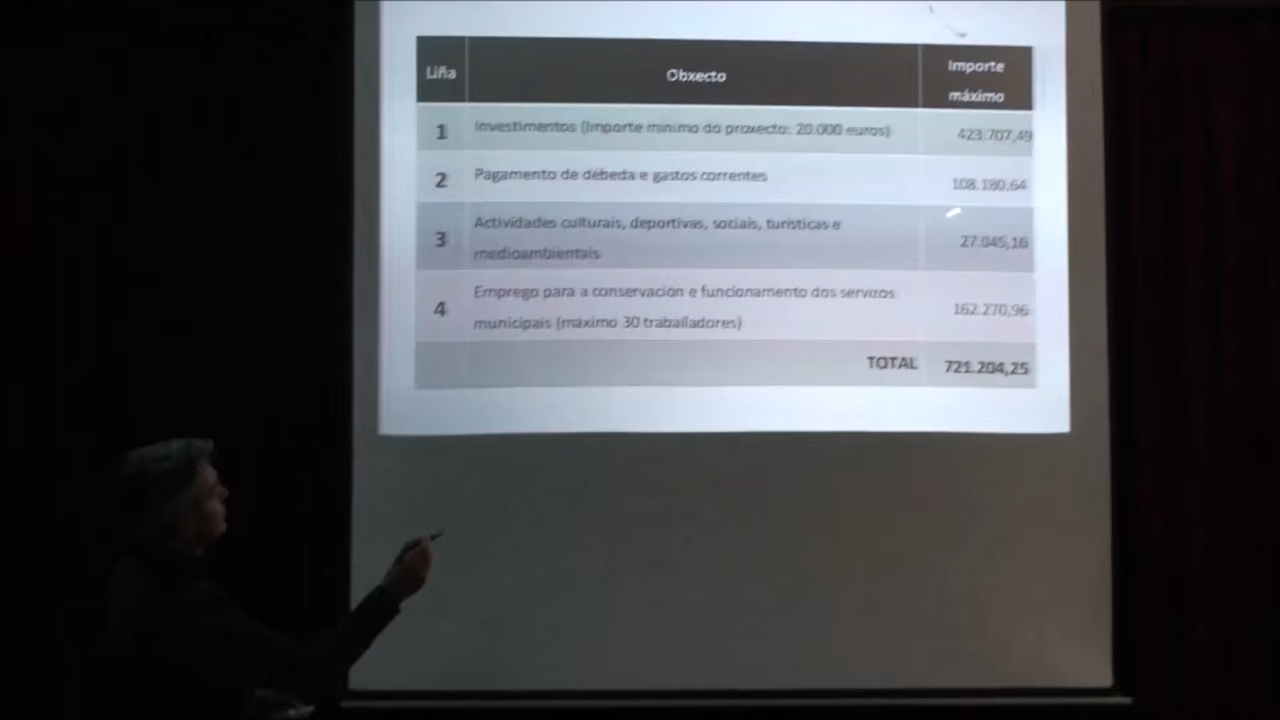 Liña Obxecto Importe
máximo
1 Investimentos (Importe mínimo do proxecto: 20.000 euros) 423.707,49
2 Pagamento de débeda e gastos correntes 108.180,64
3 Actividades culturais, deportivas, sociais, turísticas e
medioambientais 27.045,16
4 Emprego para a conservación e funcionamento dos servizos
municipais (máximo 30 traballadores) 162.270,96
TOTAL 721.204,25